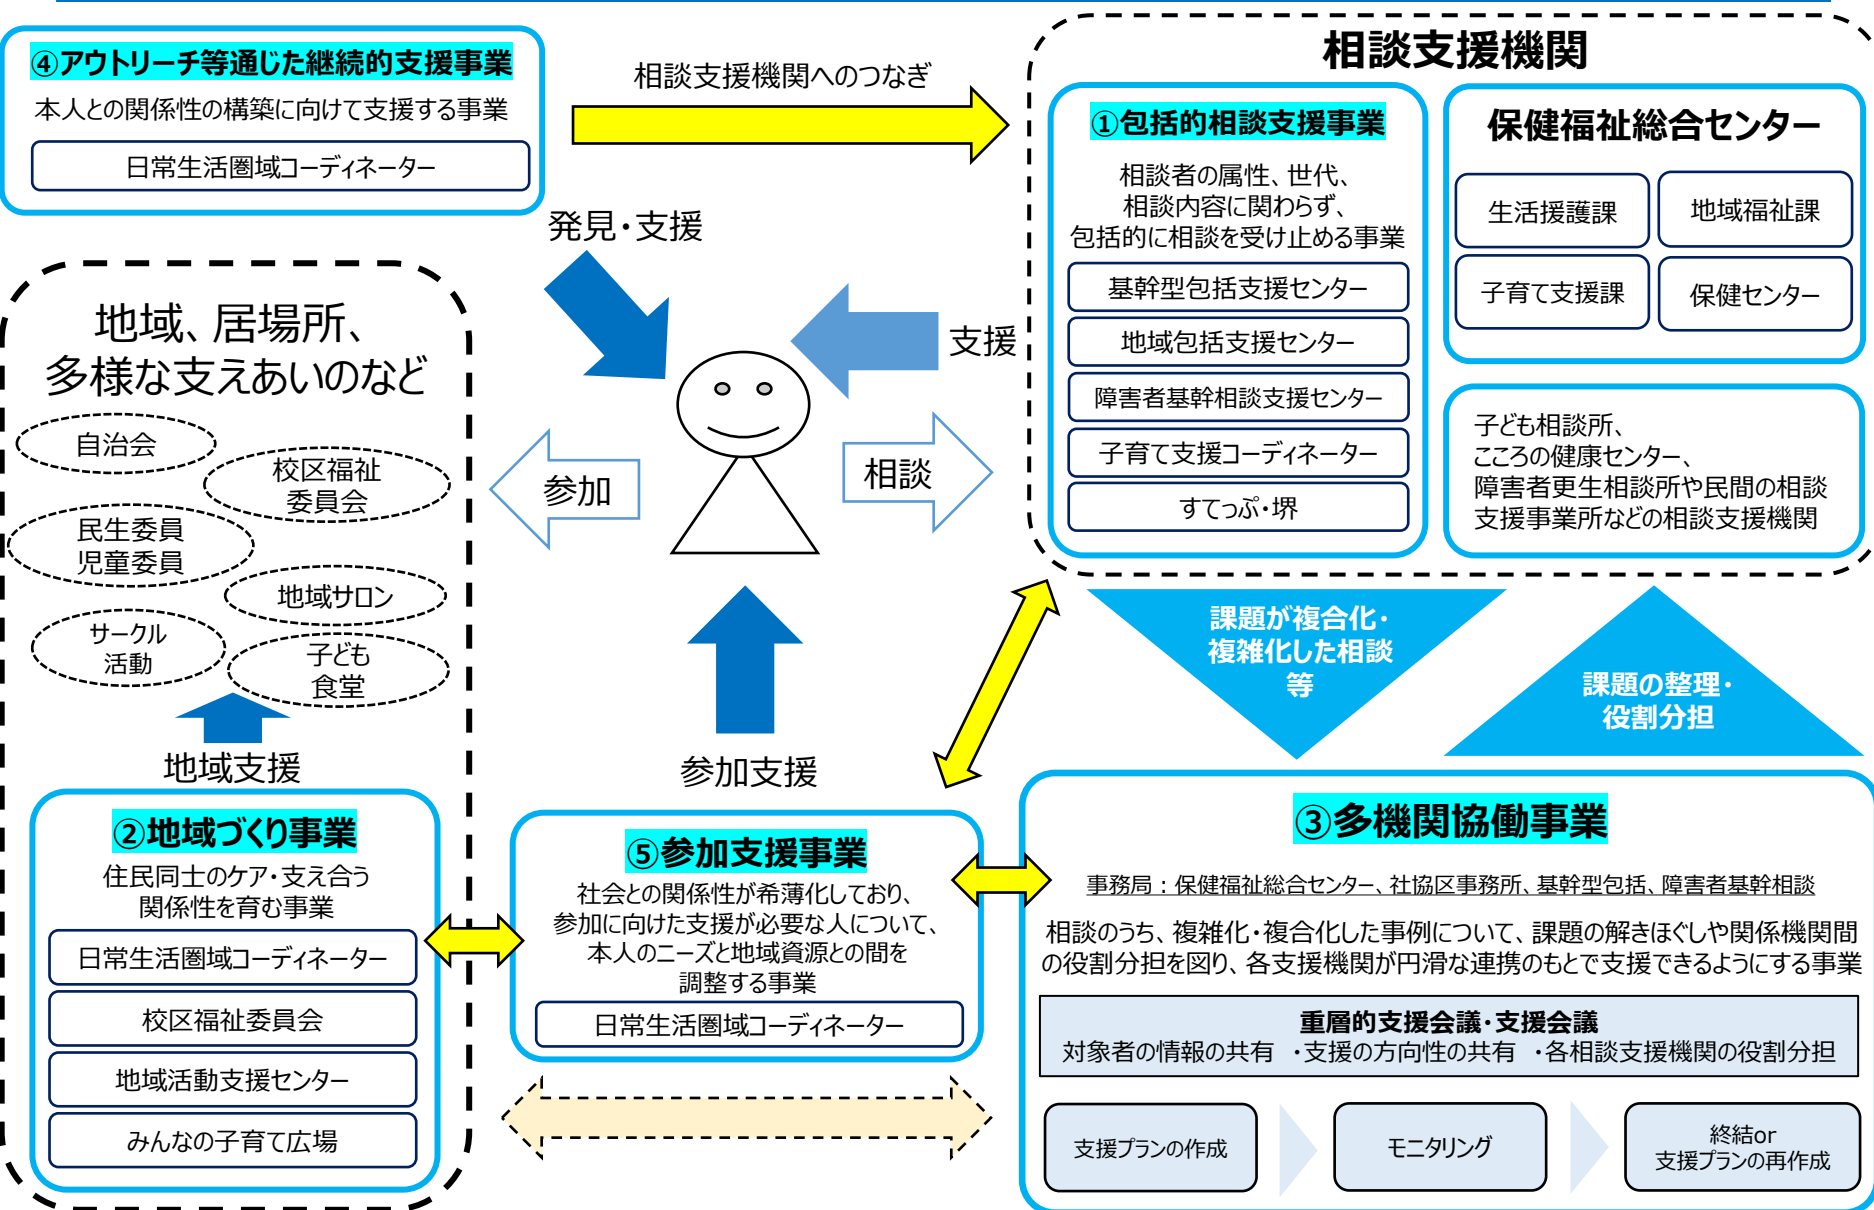 ④アウトリーチ等通じた継続的支援事業
本人との関係性の構築に向けて支援する事業
日常生活圏域コーディネーター
相談支援機関へのつなぎ
発見・支援
相談支援機関
①包括的相談支援事業
相談者の属性、世代、
相談内容に関わらず、
包括的に相談を受け止める事業
基幹型包括支援センター
地域包括支援センター
障害者基幹相談支援センター
子育て支援コーディネーター
すてっぷ・堺
保健福祉総合センター
生活援護課
地域福祉課
子育て支援課
保健センター
子ども相談所、
こころの健康センター、
障害者更生相談所や民間の相談
支援事業所などの相談支援機関
支援
相談
参加
地域、居場所、
多様な支えあいのなど
自治会
校区福祉
委員会
民生委員
児童委員
地域サロン
サークル
活動
子ども
食堂
地域支援
②地域づくり事業
住民同士のケア・支え合う
関係性を育む事業
日常生活圏域コーディネーター
校区福祉委員会
地域活動支援センター
みんなの子育て広場
参加支援
⑤参加支援事業
社会との関係性が希薄化しており、
参加に向けた支援が必要な人について、
本人のニーズと地域資源との間を
調整する事業
日常生活圏域コーディネーター
課題が複合化・
複雑化した相談
等
課題の整理・
役割分担
③多機関協働事業
事務局：保健福祉総合センター、社協区事務所、基幹型包括、障害者基幹相談
相談のうち、複雑化・複合化した事例について、課題の解きほぐしや関係機関間
の役割分担を図り、各支援機関が円滑な連携のもとで支援できるようにする事業
重層的支援会議・支援会議
対象者の情報の共有 ・支援の方向性の共有 ・各相談支援機関の役割分担
支援プランの作成
モニタリング
終結or
支援プランの再作成